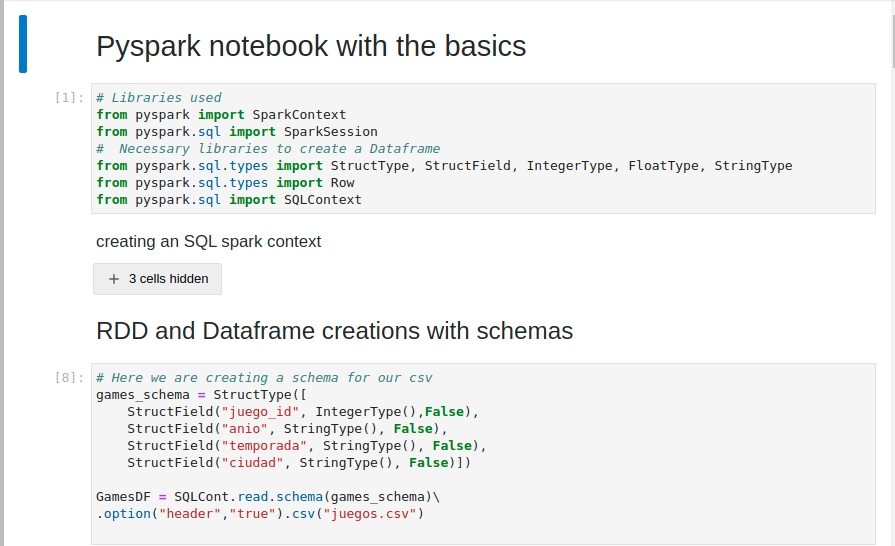 Pyspark notebook with the basics
[1]:
# Libraries used
from pyspark import SparkContext
from pyspark.sql import SparkSession
#  Necessary libraries to create a Dataframe
from pyspark.sql.types import StructType, StructField, IntegerType, FloatType, StringType
from pyspark.sql.types import Row
from pyspark.sql import SQLContext
creating an SQL spark context
+ 3 cells hidden
RDD and Dataframe creations with schemas
[8]:
# Here we are creating a schema for our csv
games_schema = StructType([
    StructField("juego_id", IntegerType(),False),
    StructField("anio", StringType(), False),
    StructField("temporada", StringType(), False),
    StructField("ciudad", StringType(), False)])
GamesDF = SQLCont.read.schema(games_schema)\
.option("header","true").csv("juegos.csv")